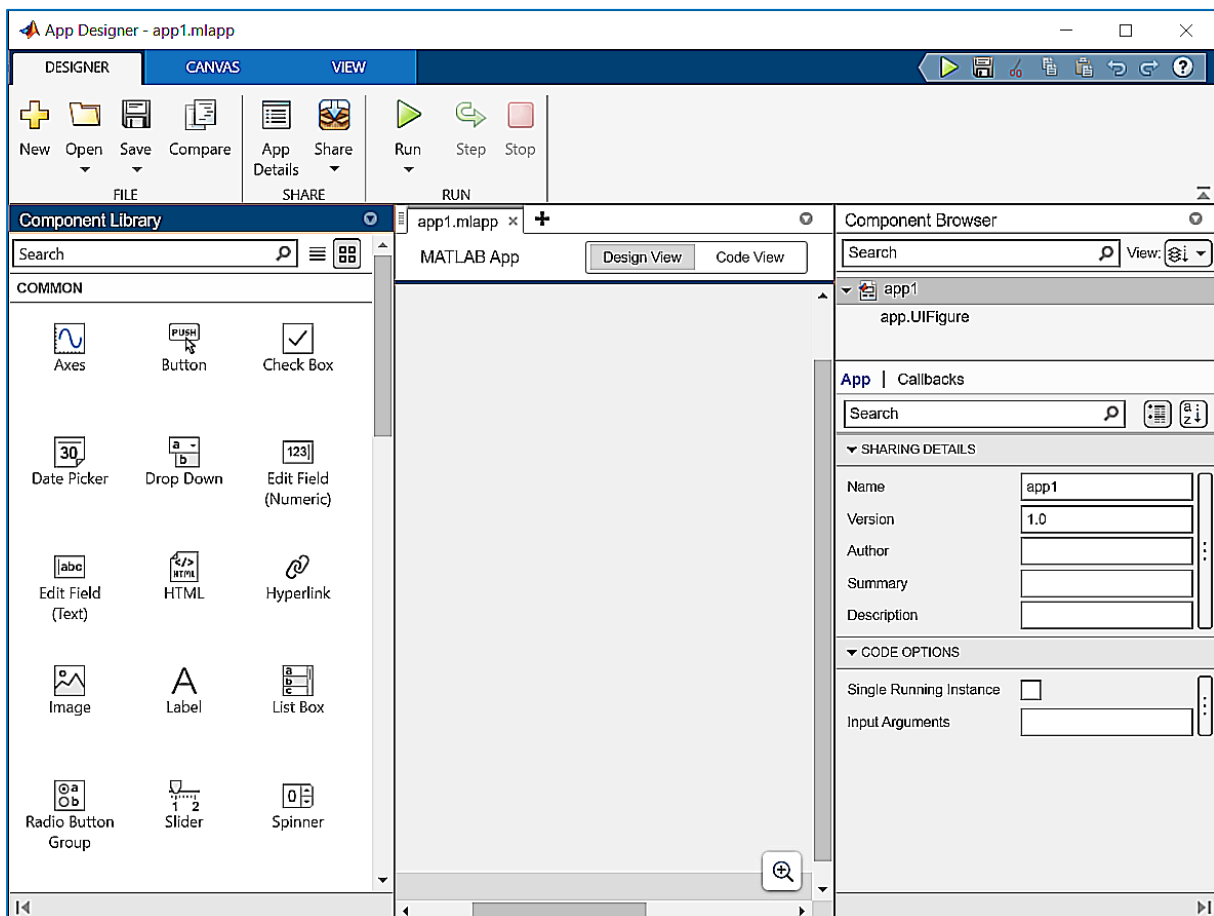 App Designer - app1.mlapp
DESIGNER CANVAS VIEW
New Open Save Compare App Details Share Run Step Stop
FILE SHARE RUN
Component Library
Search
COMMON
Axes
PUSH
Button
Check Box
30
Date Picker
a
b
Drop Down
123
Edit Field
(Numeric)
abc
Edit Field
(Text)
</>
HTML
HTML
Hyperlink
Image
A
Label
a
b
c
List Box
a
b
Radio Button
Group
1 2
Slider
0
Spinner
app1.mlapp
MATLAB App
Design View Code View
Component Browser
Search View:
app1
app.UIFigure
App | Callbacks
Search
a
z
SHARING DETAILS
Name app1
Version 1.0
Author
Summary
Description
CODE OPTIONS
Single Running Instance
Input Arguments